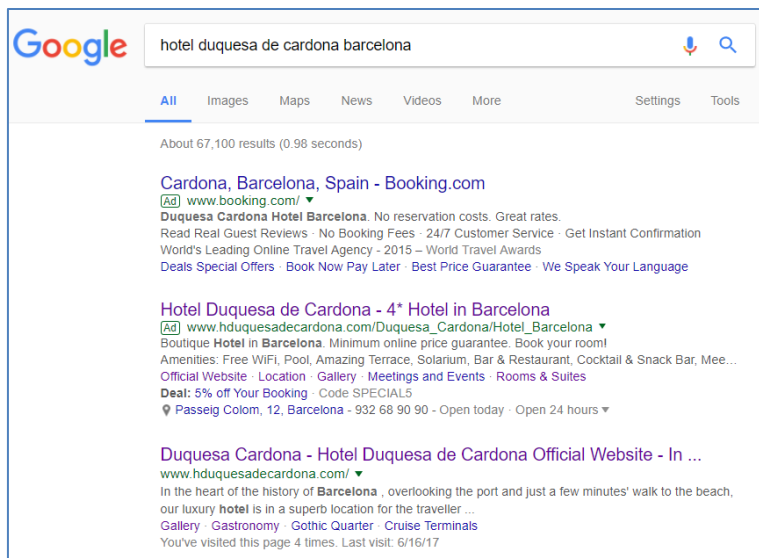 Google
hotel duquesa de cardona barcelona
All Images Maps News Videos More Settings Tools
About 67,100 results (0.98 seconds)
Cardona, Barcelona, Spain - Booking.com
Ad www.booking.com/
Duquesa Cardona Hotel Barcelona. No reservation costs. Great rates.
Read Real Guest Reviews · No Booking Fees · 24/7 Customer Service · Get Instant Confirmation
World's Leading Online Travel Agency - 2015 – World Travel Awards
Deals Special Offers · Book Now Pay Later · Best Price Guarantee · We Speak Your Language
Hotel Duquesa de Cardona - 4* Hotel in Barcelona
Ad www.hduquesadecardona.com/Duquesa_Cardona/Hotel_Barcelona
Boutique Hotel in Barcelona. Minimum online price guarantee. Book your room!
Amenities: Free WiFi, Pool, Amazing Terrace, Solarium, Bar & Restaurant, Cocktail & Snack Bar, Mee...
Official Website · Location · Gallery · Meetings and Events · Rooms & Suites
Deal: 5% off Your Booking · Code SPECIAL5
Passeig Colom, 12, Barcelona - 932 68 90 90 - Open today · Open 24 hours
Duquesa Cardona - Hotel Duquesa de Cardona Official Website - In ...
www.hduquesadecardona.com/
In the heart of the history of Barcelona , overlooking the port and just a few minutes' walk to the beach,
our luxury hotel is in a superb location for the traveller ...
Gallery · Gastronomy · Gothic Quarter · Cruise Terminals
You've visited this page 4 times. Last visit: 6/16/17